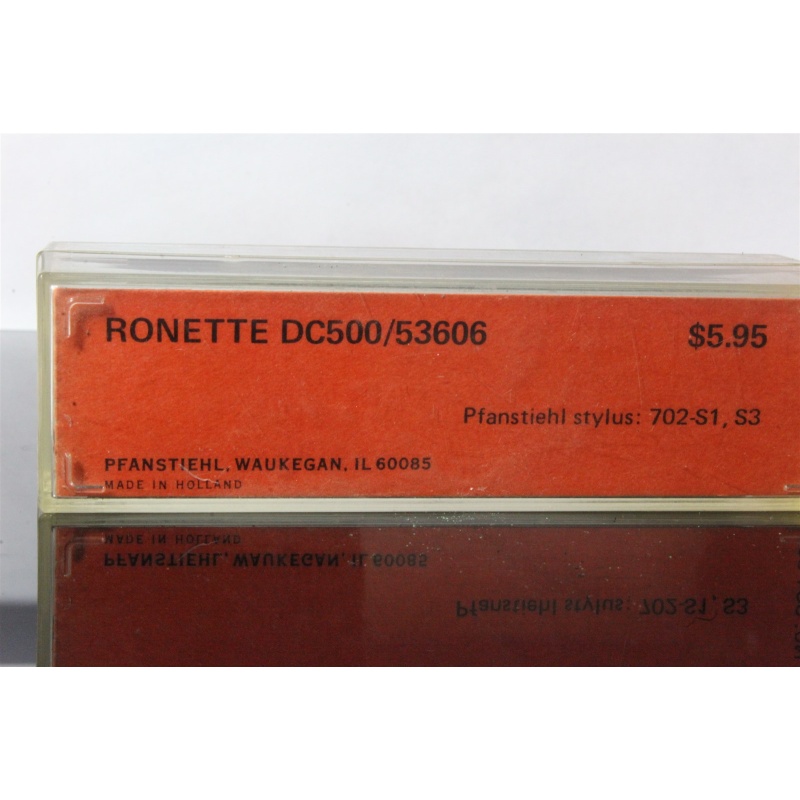 RONETTE DC500/53606 $5.95
Pfanstiehl stylus: 702-S1, S3
PFANSTIEHL, WAUKEGAN, IL 60085
MADE IN HOLLAND